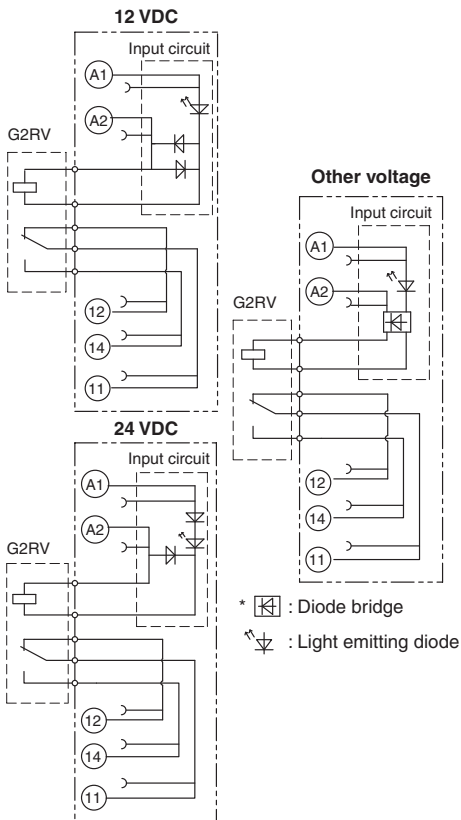 12 VDC
Input circuit
A1
A2
G2RV
12
14
11
24 VDC
Input circuit
A1
A2
G2RV
12
14
11
Other voltage
Input circuit
A1
A2
G2RV
12
14
11
* : Diode bridge
: Light emitting diode